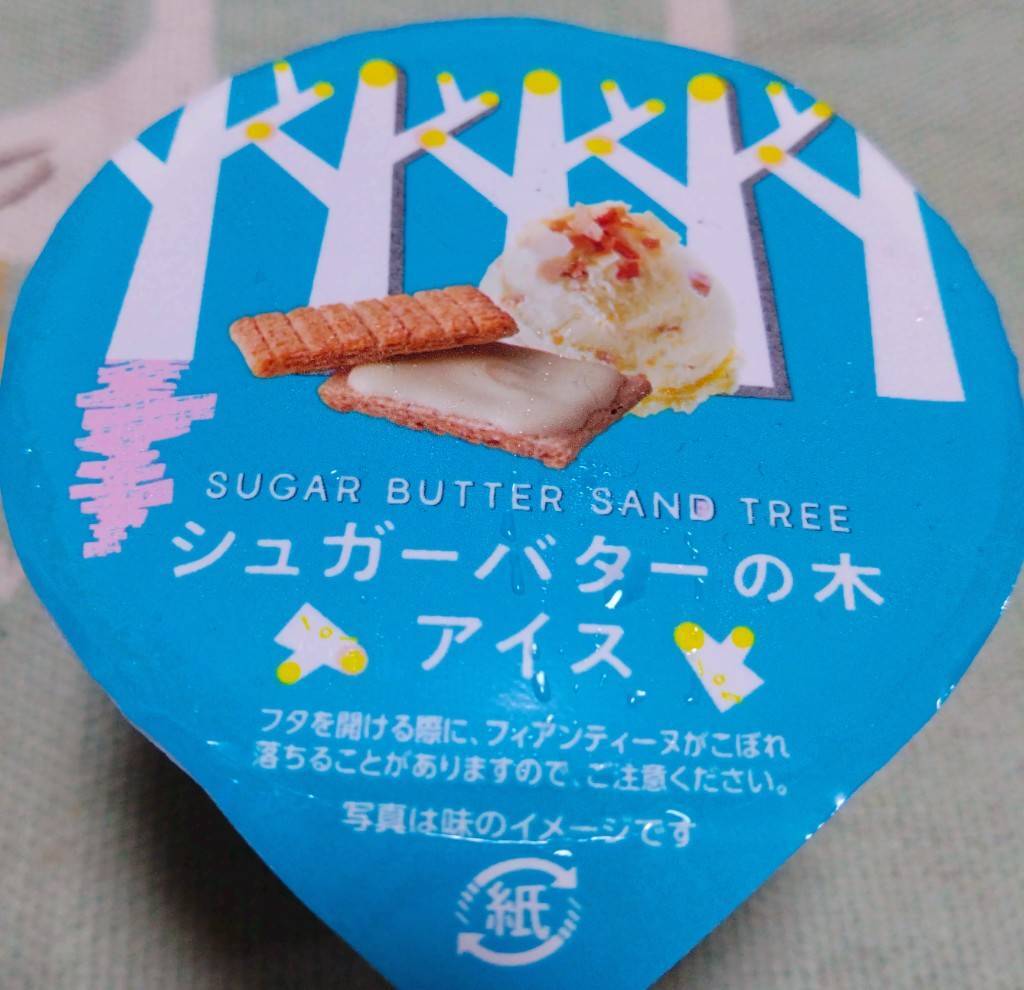 SUGAR BUTTER SAND TREE
シュガーバターの木
アイス
フタを開ける際に、フィアンティーヌがこぼれ
落ちることがありますので、ご注意ください。
写真は味のイメージです
紙